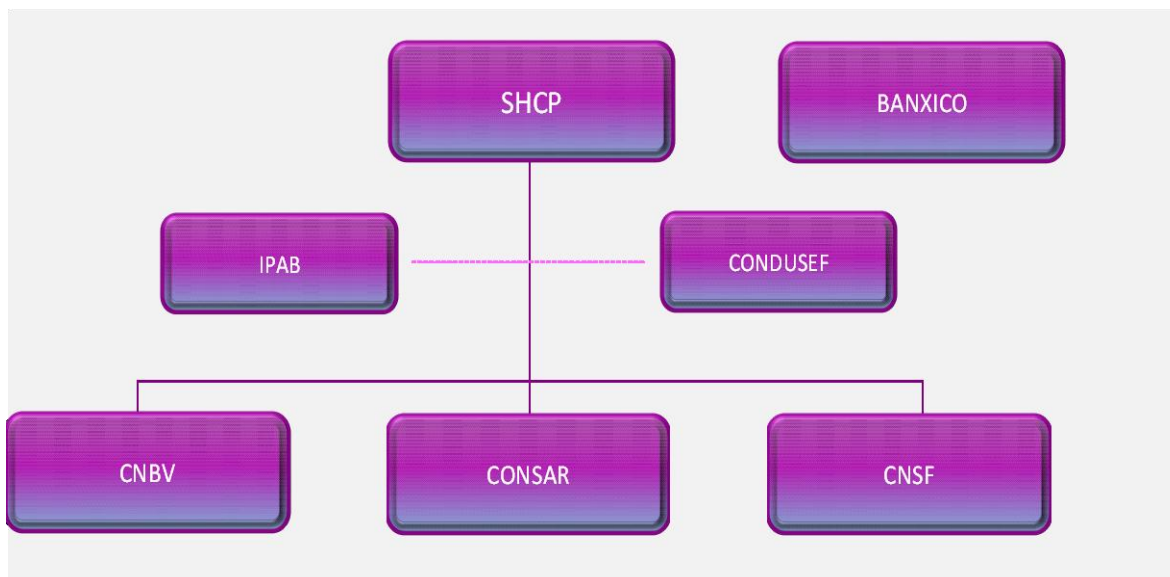 SHCP
BANXICO
IPAB
CONDUSEF
CNBV
CONSAR
CNSF